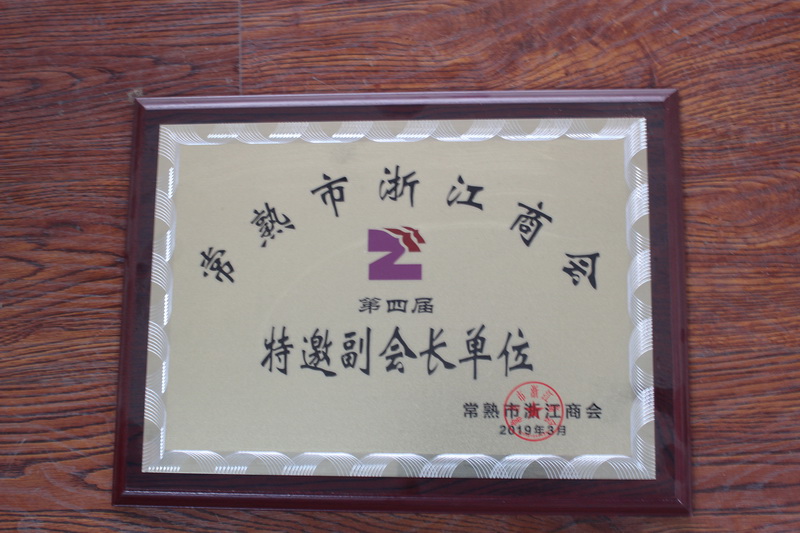 常熟市浙江商会
第四届
特邀副会长单位
常熟市浙江商会
2019年3月